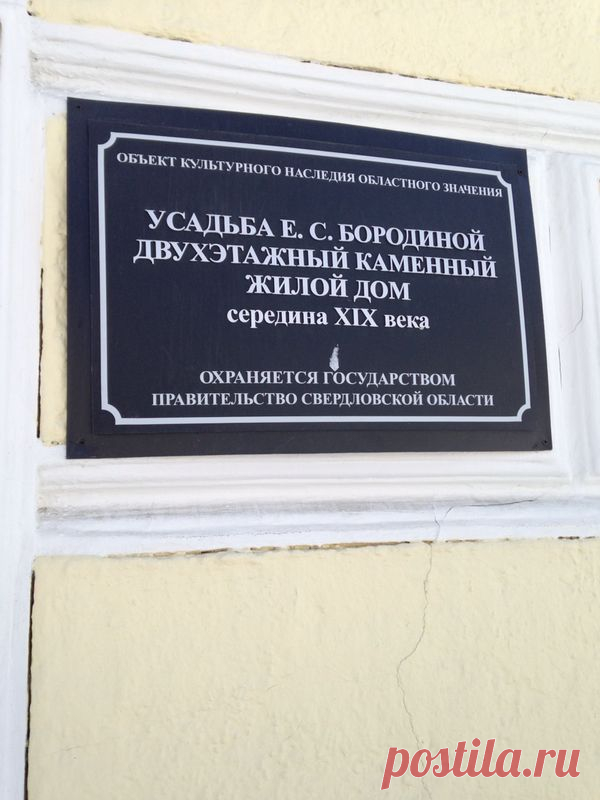 ОБЪЕКТ КУЛЬТУРНОГО НАСЛЕДИЯ ОБЛАСТНОГО ЗНАЧЕНИЯ
УСАДЬБА Е. С. БОРОДИНОЙ
ДВУХЭТАЖНЫЙ КАМЕННЫЙ
ЖИЛОЙ ДОМ
середина XIX века
ОХРАНЯЕТСЯ ГОСУДАРСТВОМ
ПРАВИТЕЛЬСТВО СВЕРДЛОВСКОЙ ОБЛАСТИ
postila.ru